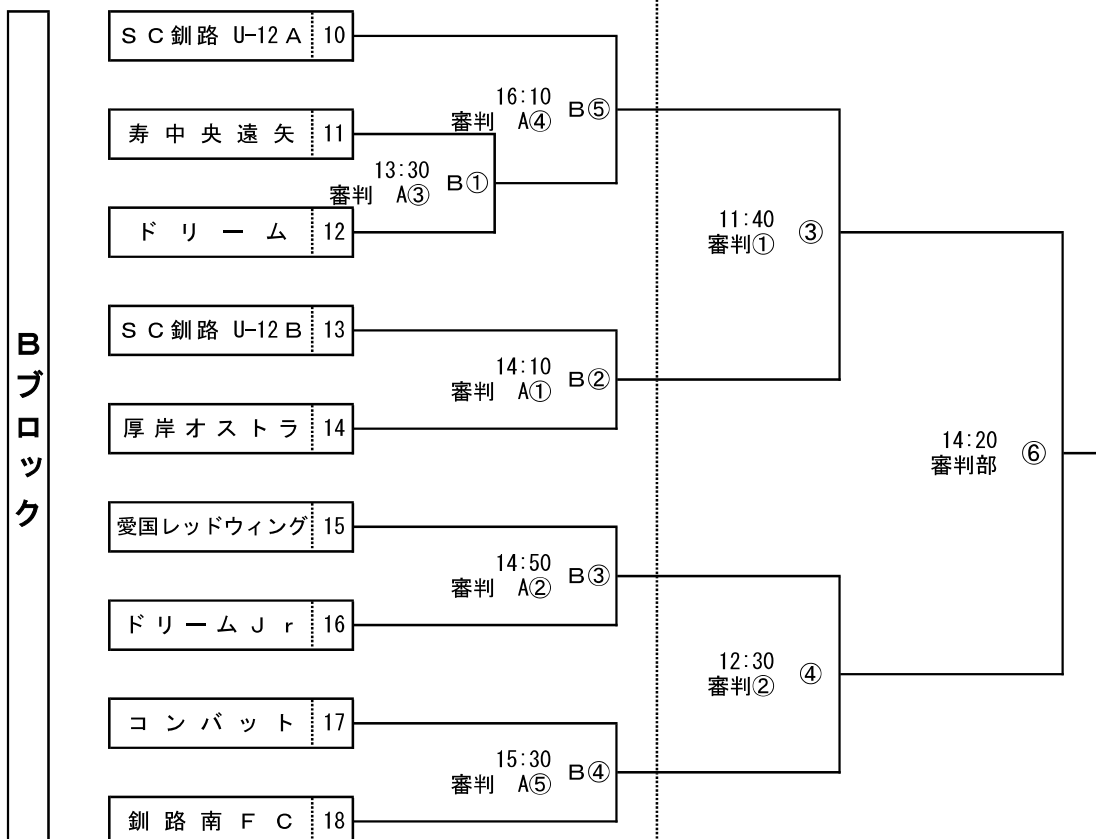 Bブロック
ＳＣ釧路 U-12Ａ 10
16:10
審判 A④ B⑤
寿中央遠矢 11
13:30
審判 A③ B①
ドリーム 12
11:40
審判① ③
ＳＣ釧路 U-12Ｂ 13
14:10
審判 A① B②
厚岸オストラ 14
14:20
審判部 ⑥
愛国レッドウィング 15
14:50
審判 A② B③
ドリームＪｒ 16
12:30
審判② ④
コンバット 17
15:30
審判 A⑤ B④
釧路南ＦＣ 18